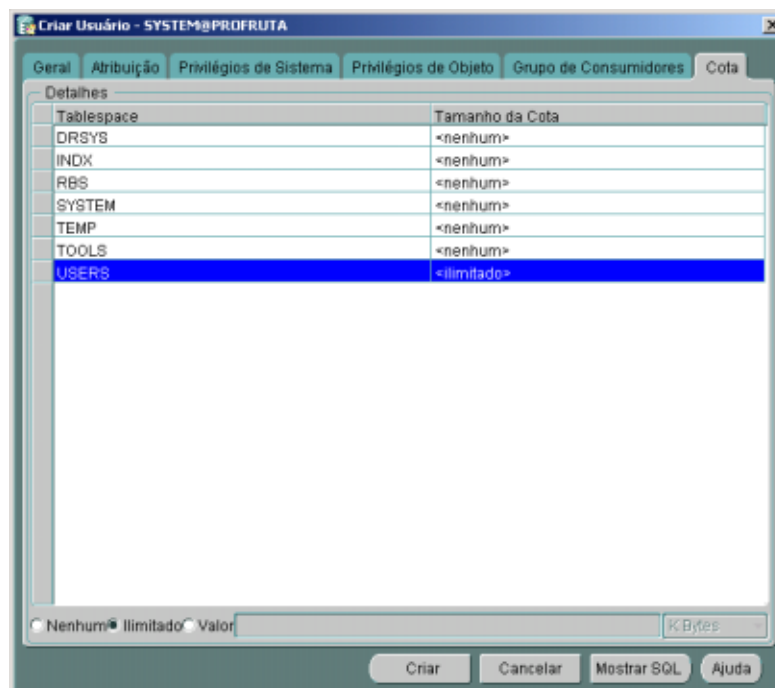 Criar Usuário - SYSTEM@PROFRUTA
Geral Atribuição Privilégios de Sistema Privilégios de Objeto Grupo de Consumidores Cota
Detalhes
Tablespace Tamanho da Cota
DRSYS <nenhum>
INDX <nenhum>
RBS <nenhum>
SYSTEM <nenhum>
TEMP <nenhum>
TOOLS <nenhum>
USERS <ilimitado>
Nenhum Ilimitado Valor K Bytes
Criar Cancelar Mostrar SQL Ajuda